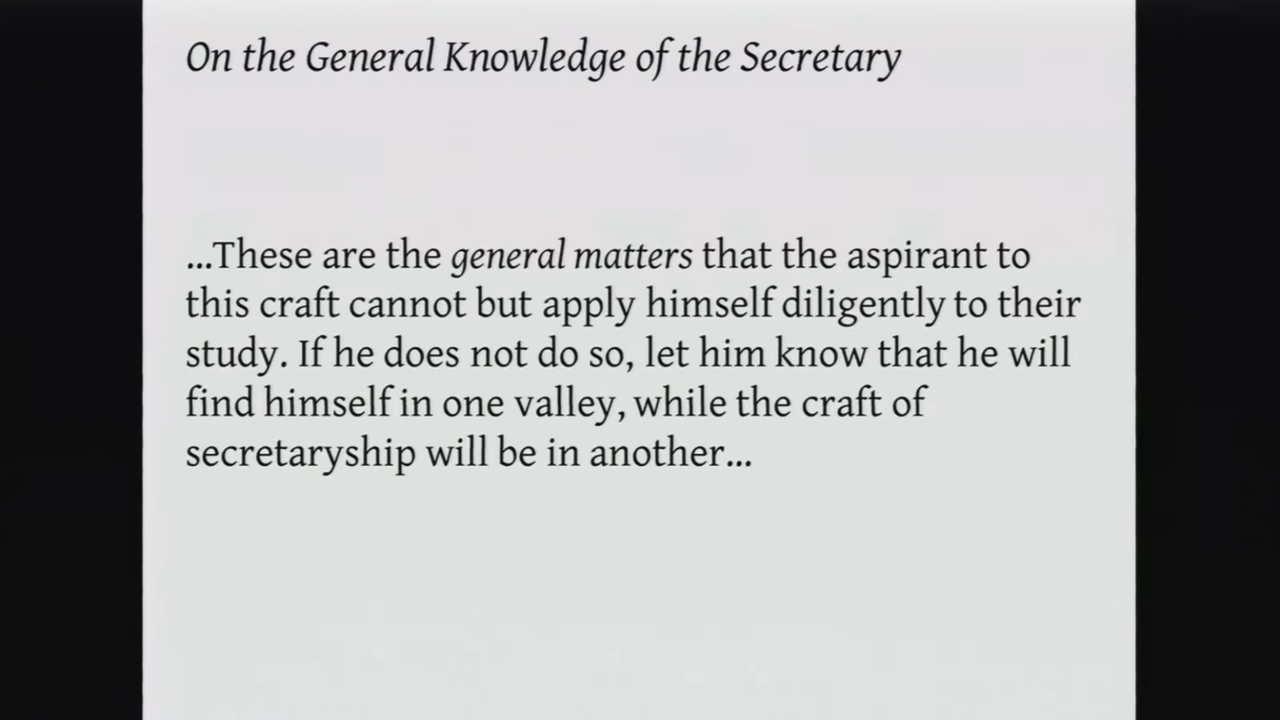 On the General Knowledge of the Secretary
...These are the general matters that the aspirant to
this craft cannot but apply himself diligently to their
study. If he does not do so, let him know that he will
find himself in one valley, while the craft of
secretaryship will be in another...